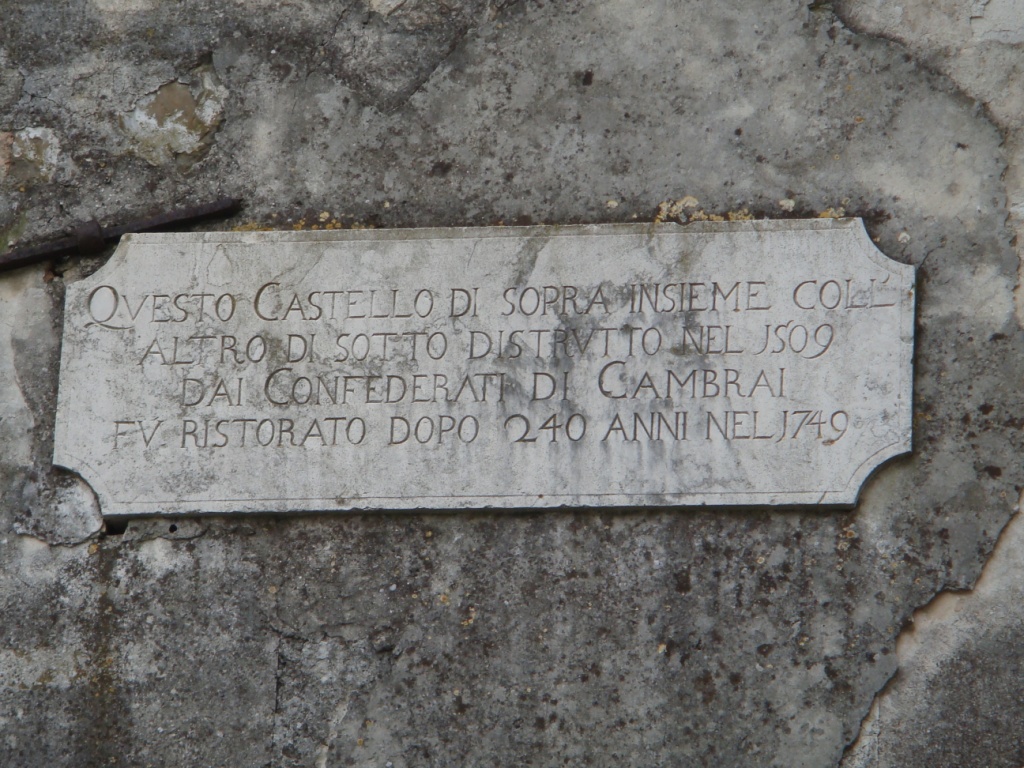 QVESTO CASTELLO DI SOPRA INSIEME COLL'
ALTRO DI SOTTO DISTRVTTO NEL 1509
DAI CONFEDERATI DI CAMBRAI
FV RISTORATO DOPO 240 ANNI NEL 1749